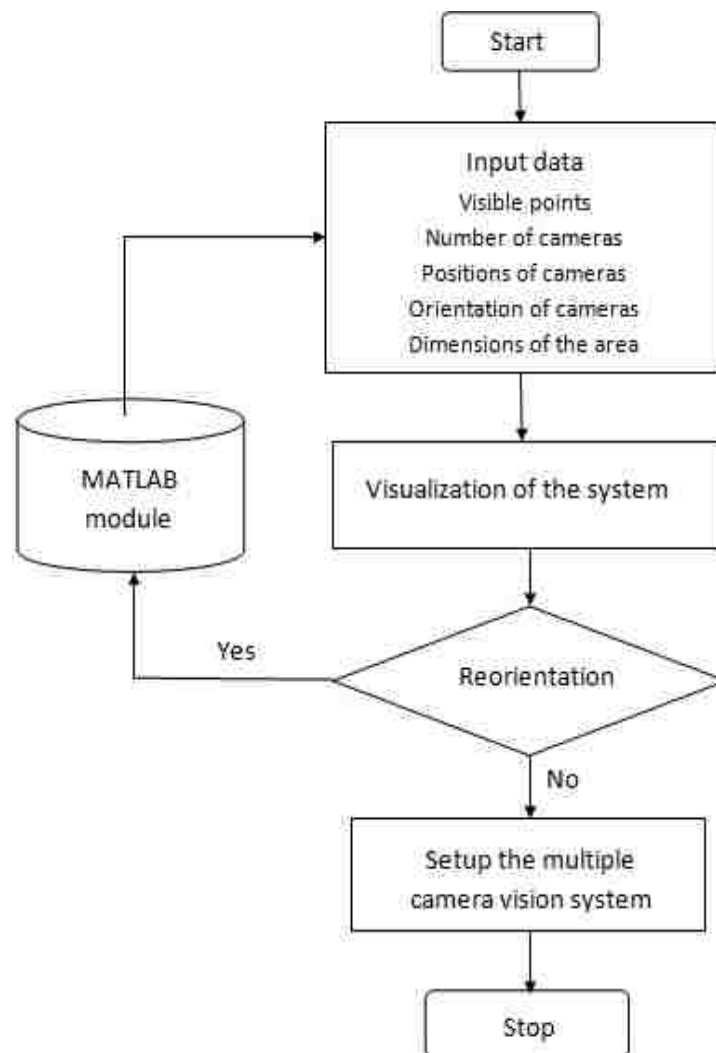 Start
Input data
Visible points
Number of cameras
Positions of cameras
Orientation of cameras
Dimensions of the area
MATLAB
module
Visualization of the system
Yes
Reorientation
No
Setup the multiple
camera vision system
Stop